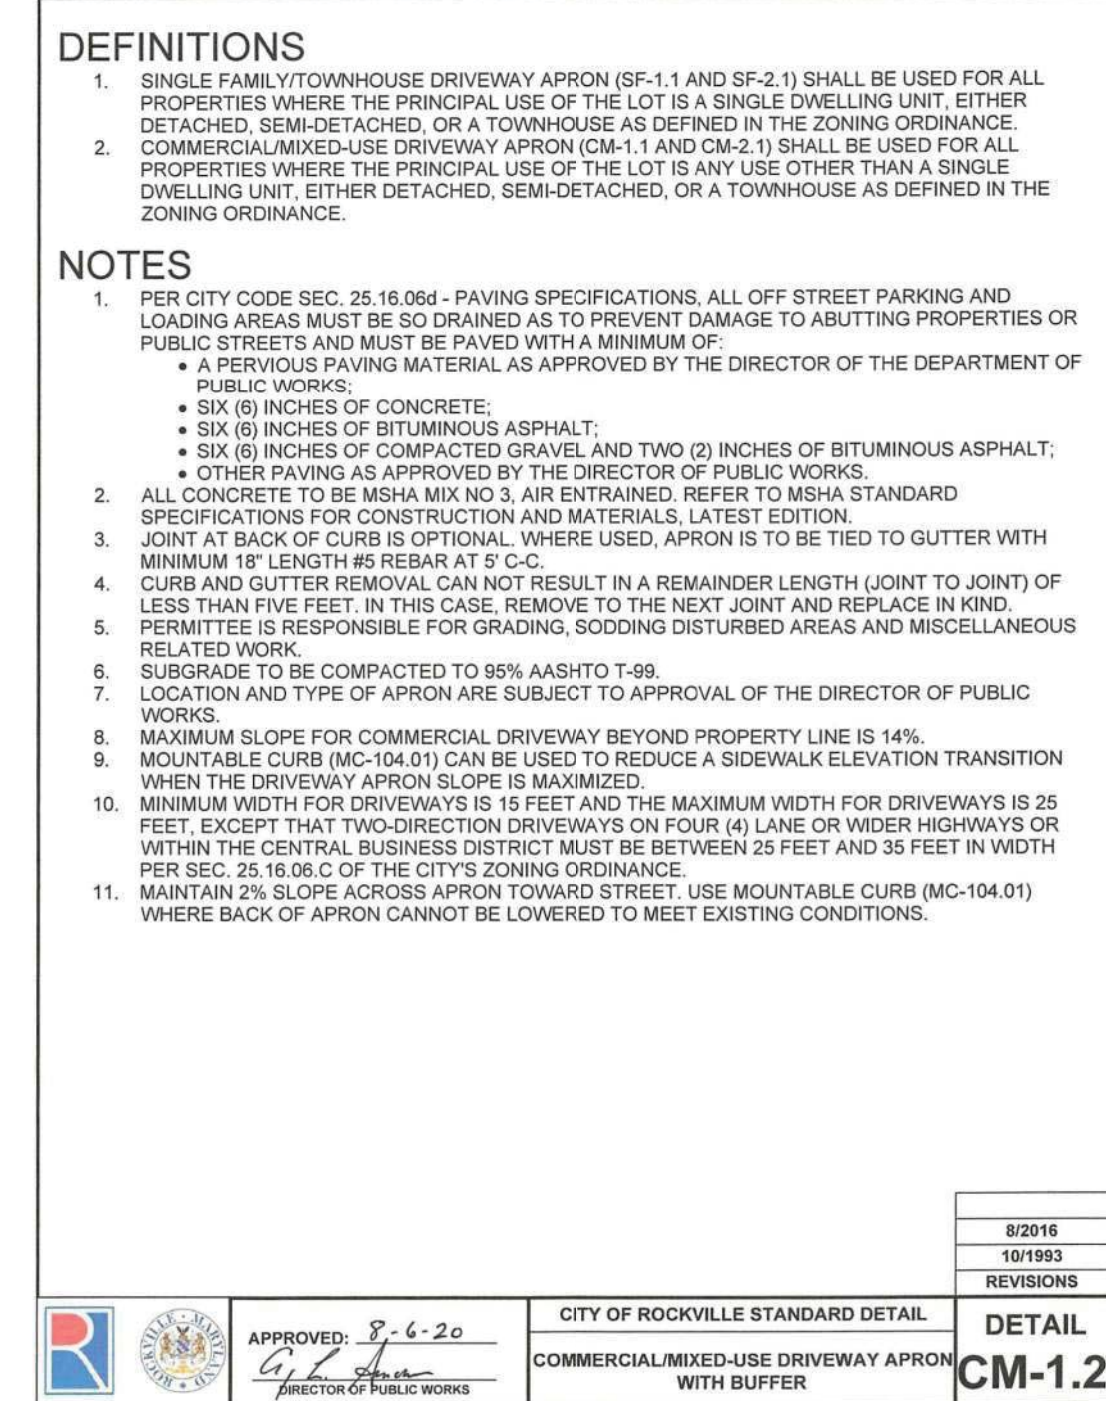 DEFINITIONS
1. SINGLE FAMILY/TOWNHOUSE DRIVEWAY APRON (SF-1.1 AND SF-2.1) SHALL BE USED FOR ALL
PROPERTIES WHERE THE PRINCIPAL USE OF THE LOT IS A SINGLE DWELLING UNIT, EITHER
DETACHED, SEMI-DETACHED, OR A TOWNHOUSE AS DEFINED IN THE ZONING ORDINANCE.
2. COMMERCIAL/MIXED-USE DRIVEWAY APRON (CM-1.1 AND CM-2.1) SHALL BE USED FOR ALL
PROPERTIES WHERE THE PRINCIPAL USE OF THE LOT IS ANY USE OTHER THAN A SINGLE
DWELLING UNIT, EITHER DETACHED, SEMI-DETACHED, OR A TOWNHOUSE AS DEFINED IN THE
ZONING ORDINANCE.
NOTES
1. PER CITY CODE SEC. 25.16.06d - PAVING SPECIFICATIONS, ALL OFF STREET PARKING AND
LOADING AREAS MUST BE SO DRAINED AS TO PREVENT DAMAGE TO ABUTTING PROPERTIES OR
PUBLIC STREETS AND MUST BE PAVED WITH A MINIMUM OF:
• A PERVIOUS PAVING MATERIAL AS APPROVED BY THE DIRECTOR OF THE DEPARTMENT OF
PUBLIC WORKS;
• SIX (6) INCHES OF CONCRETE;
• SIX (6) INCHES OF BITUMINOUS ASPHALT;
• SIX (6) INCHES OF COMPACTED GRAVEL AND TWO (2) INCHES OF BITUMINOUS ASPHALT;
• OTHER PAVING AS APPROVED BY THE DIRECTOR OF PUBLIC WORKS.
2. ALL CONCRETE TO BE MSHA MIX NO 3, AIR ENTRAINED. REFER TO MSHA STANDARD
SPECIFICATIONS FOR CONSTRUCTION AND MATERIALS, LATEST EDITION.
3. JOINT AT BACK OF CURB IS OPTIONAL. WHERE USED, APRON IS TO BE TIED TO GUTTER WITH
MINIMUM 18" LENGTH #5 REBAR AT 5' C-C.
4. CURB AND GUTTER REMOVAL CAN NOT RESULT IN A REMAINDER LENGTH (JOINT TO JOINT) OF
LESS THAN FIVE FEET. IN THIS CASE, REMOVE TO THE NEXT JOINT AND REPLACE IN KIND.
5. PERMITTEE IS RESPONSIBLE FOR GRADING, SODDING DISTURBED AREAS AND MISCELLANEOUS
RELATED WORK.
6. SUBGRADE TO BE COMPACTED TO 95% AASHTO T-99.
7. LOCATION AND TYPE OF APRON ARE SUBJECT TO APPROVAL OF THE DIRECTOR OF PUBLIC
WORKS.
8. MAXIMUM SLOPE FOR COMMERCIAL DRIVEWAY BEYOND PROPERTY LINE IS 14%.
9. MOUNTABLE CURB (MC-104.01) CAN BE USED TO REDUCE A SIDEWALK ELEVATION TRANSITION
WHEN THE DRIVEWAY APRON SLOPE IS MAXIMIZED.
10. MINIMUM WIDTH FOR DRIVEWAYS IS 15 FEET AND THE MAXIMUM WIDTH FOR DRIVEWAYS IS 25
FEET, EXCEPT THAT TWO-DIRECTION DRIVEWAYS ON FOUR (4) LANE OR WIDER HIGHWAYS OR
WITHIN THE CENTRAL BUSINESS DISTRICT MUST BE BETWEEN 25 FEET AND 35 FEET IN WIDTH
PER SEC. 25.16.06.C OF THE CITY'S ZONING ORDINANCE.
11. MAINTAIN 2% SLOPE ACROSS APRON TOWARD STREET. USE MOUNTABLE CURB (MC-104.01)
WHERE BACK OF APRON CANNOT BE LOWERED TO MEET EXISTING CONDITIONS.
8/2016
10/1993
REVISIONS
R
ROCKVILLE • MARYLAND
APPROVED: 8-6-20
DIRECTOR OF PUBLIC WORKS
CITY OF ROCKVILLE STANDARD DETAIL
COMMERCIAL/MIXED-USE DRIVEWAY APRON
WITH BUFFER
DETAIL
CM-1.2